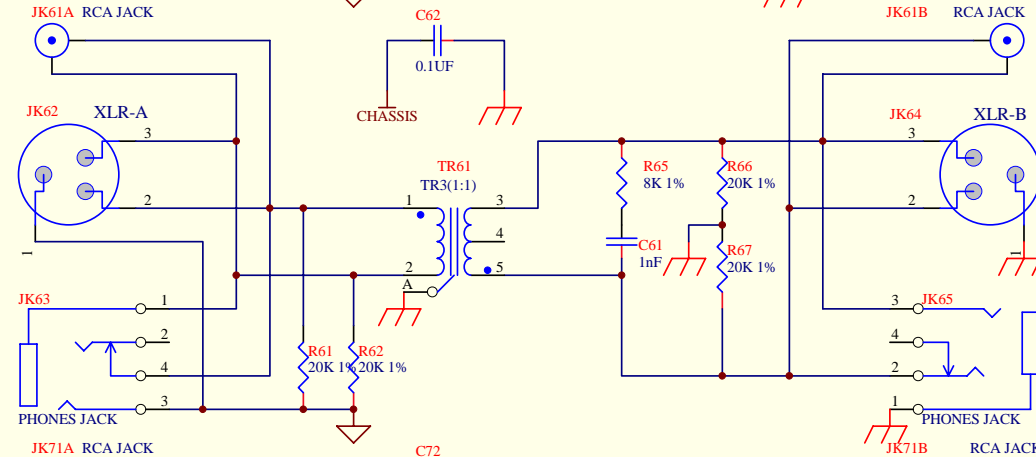 JK61A RCA JACK
C62
0.1UF
CHASSIS
JK61B RCA JACK
JK62 XLR-A
3
2
1
JK64 XLR-B
3
2
1
TR61
TR3(1:1)
1
2
A
3
4
5
R65
8K 1%
C61
1nF
R66
20K 1%
R67
20K 1%
R61
20K 1%
R62
20K 1%
JK63
1
2
4
3
PHONES JACK
JK65
3
4
2
1
PHONES JACK
JK71A RCA JACK
C72
JK71B RCA JACK